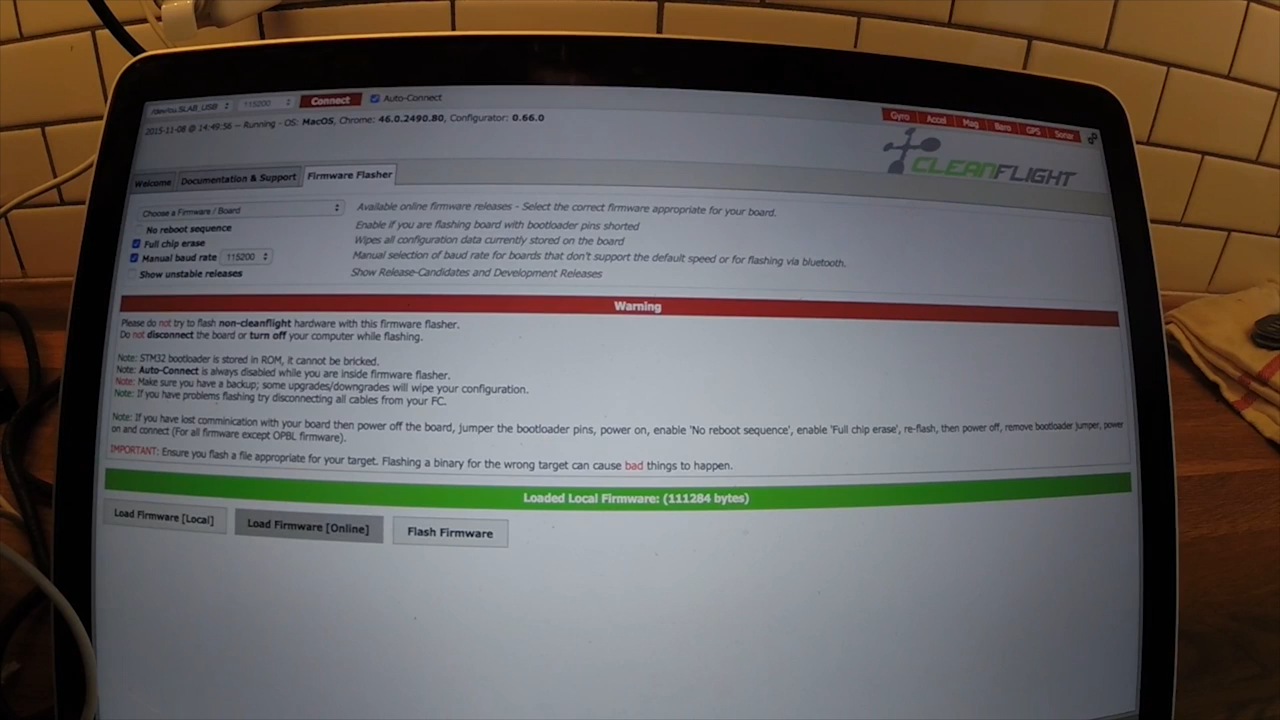 /dev/cu.SLAB_USB 115200 Connect Auto-Connect
2015-11-08 @ 14:49:56 -- Running - OS: MacOS, Chrome: 46.0.2490.80, Configurator: 0.66.0
Gyro Accel Mag Baro GPS Sonar
CLEANFLIGHT
Welcome Documentation & Support Firmware Flasher
Choose a Firmware / Board Available online firmware releases - Select the correct firmware appropriate for your board.
No reboot sequence Enable if you are flashing board with bootloader pins shorted
Full chip erase Wipes all configuration data currently stored on the board
Manual baud rate 115200 Manual selection of baud rate for boards that don't support the default speed or for flashing via bluetooth.
Show unstable releases Show Release-Candidates and Development Releases
Warning
Please do not try to flash non-cleanflight hardware with this firmware flasher.
Do not disconnect the board or turn off your computer while flashing.
Note: STM32 bootloader is stored in ROM, it cannot be bricked.
Note: Auto-Connect is always disabled while you are inside firmware flasher.
Note: Make sure you have a backup; some upgrades/downgrades will wipe your configuration.
Note: If you have problems flashing try disconnecting all cables from your FC.
Note: If you have lost comminication with your board then power off the board, jumper the bootloader pins, power on, enable 'No reboot sequence', enable 'Full chip erase', re-flash, then power off, remove bootloader jumper, power
on and connect (For all firmware except OPBL firmware).
IMPORTANT: Ensure you flash a file appropriate for your target. Flashing a binary for the wrong target can cause bad things to happen.
Loaded Local Firmware: (111284 bytes)
Load Firmware [Local] Load Firmware [Online] Flash Firmware